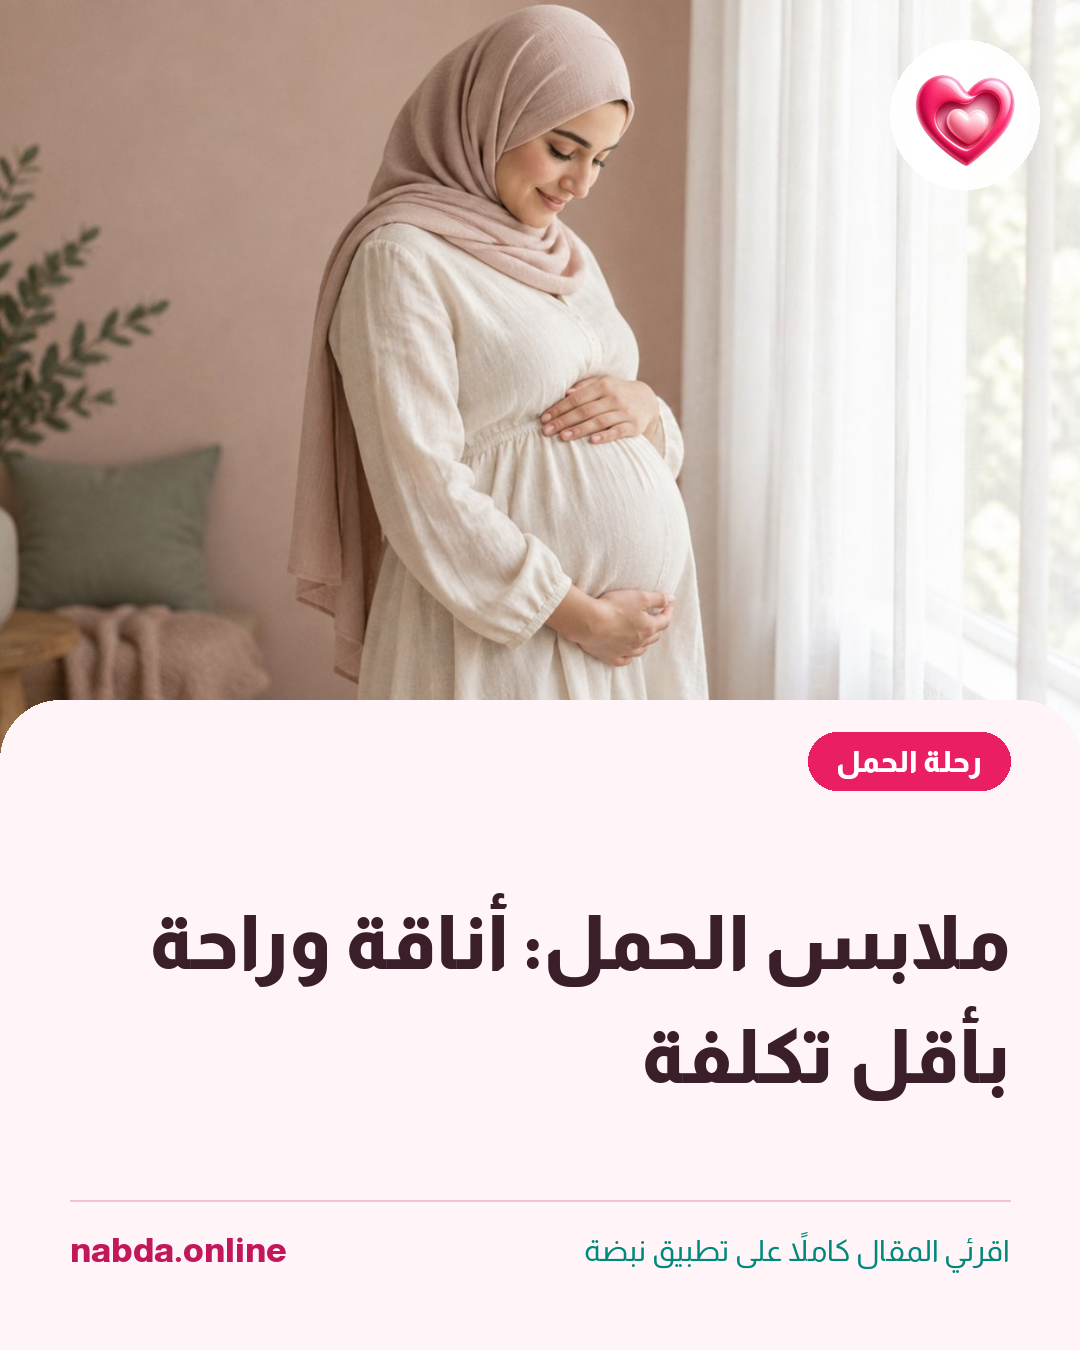 رحلة الحمل
ملابس الحمل: أناقة وراحة
بأقل تكلفة
اقرئي المقال كاملًا على تطبيق نبضة
nabda.online